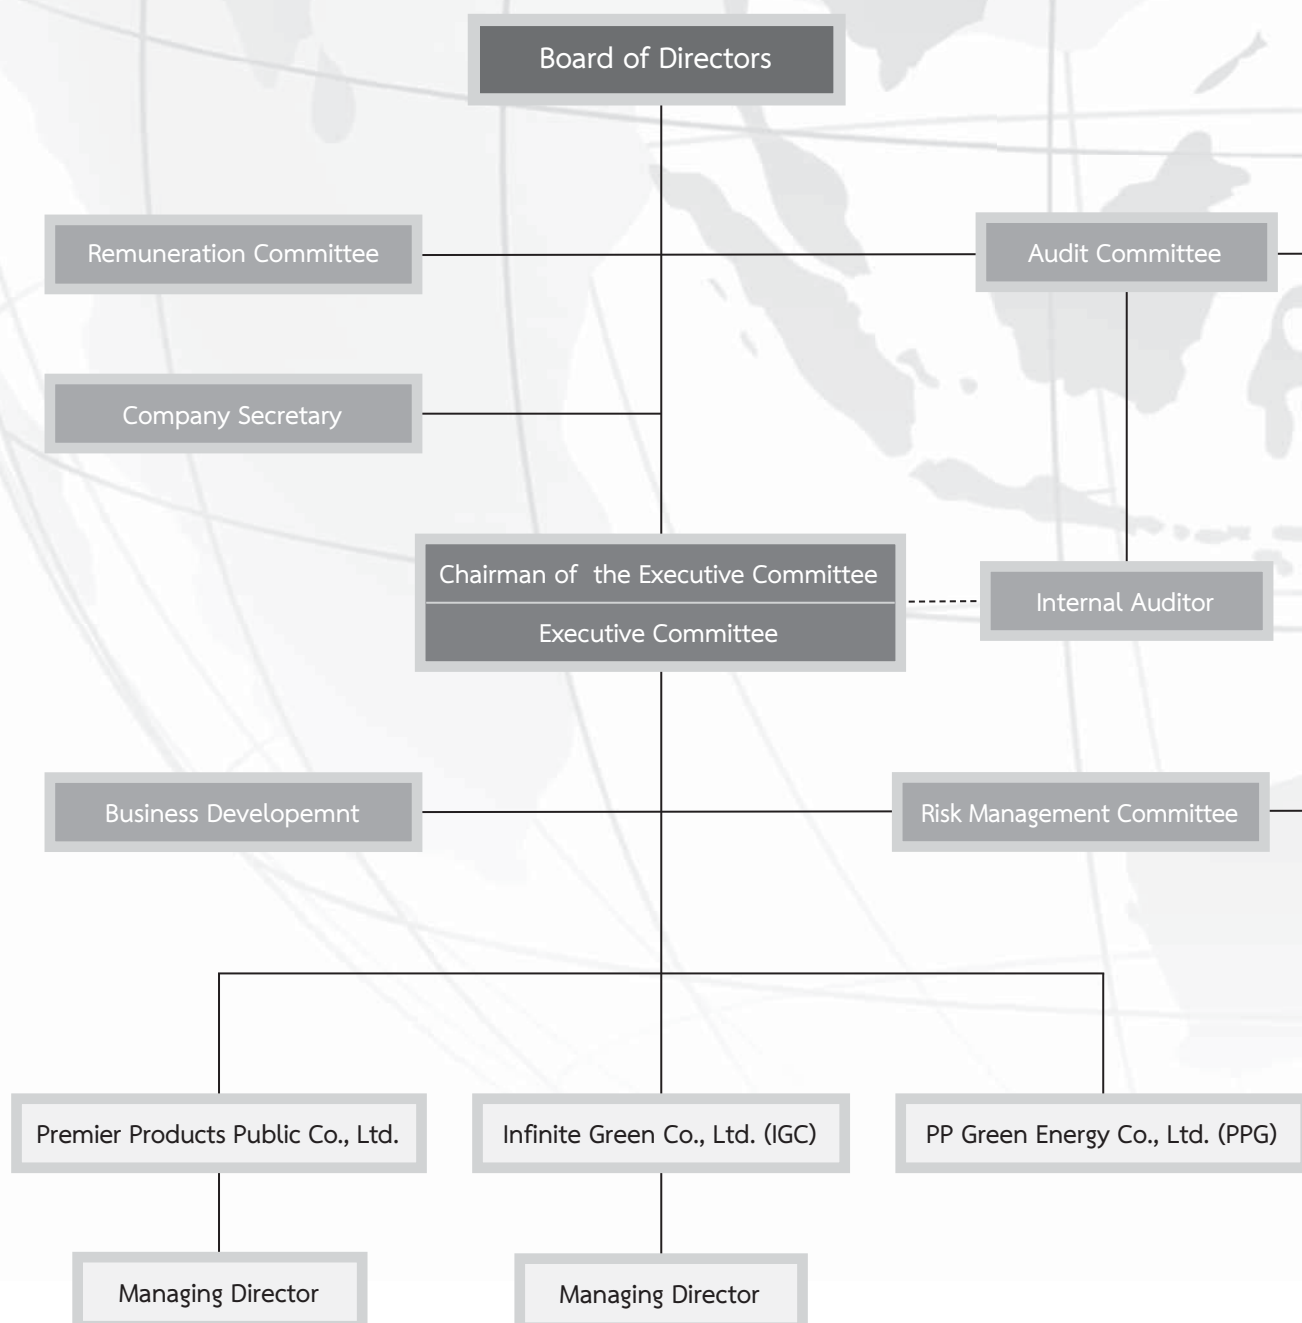 Board of Directors
Remuneration Committee
Audit Committee
Company Secretary
Chairman of the Executive Committee
Executive Committee
Internal Auditor
Business Developemnt
Risk Management Committee
Premier Products Public Co., Ltd.
Infinite Green Co., Ltd. (IGC)
PP Green Energy Co., Ltd. (PPG)
Managing Director
Managing Director